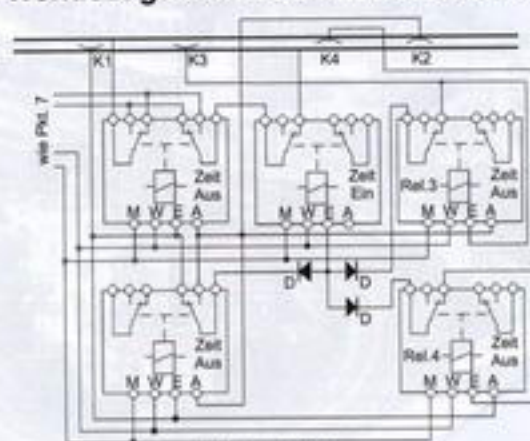 K1
K3
K4
K2
wie Pkt. 7
Zeit
Aus
M W E A
Zeit
Ein
M W E A
Rel.3
Zeit
Aus
M W E A
D
D
D
Zeit
Aus
M W E A
Rel.4
Zeit
Aus
M W E A